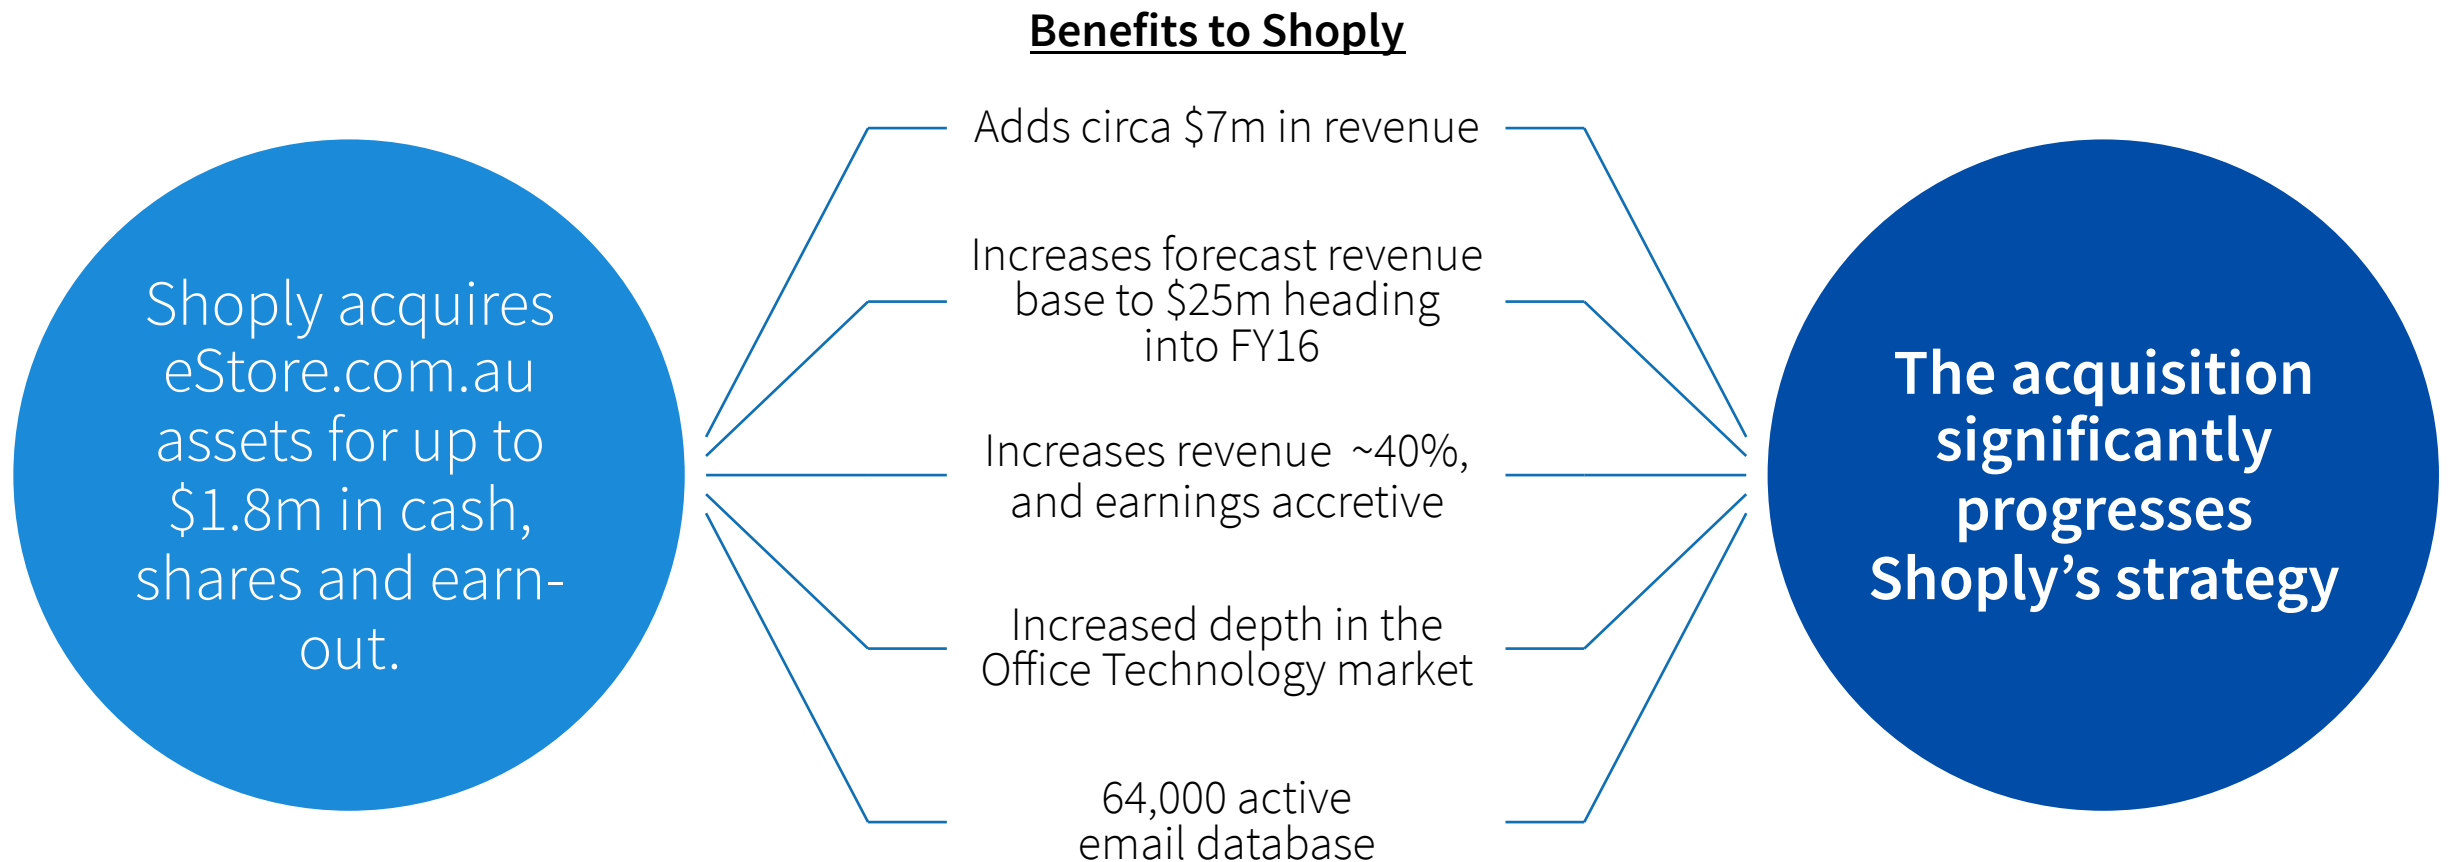 Benefits to Shoply
Shoply acquires
eStore.com.au
assets for up to
$1.8m in cash,
shares and earn-
out.
Adds circa $7m in revenue
Increases forecast revenue
base to $25m heading
into FY16
Increases revenue  ~40%,
and earnings accretive
Increased depth in the
Office Technology market
64,000 active
email database
The acquisition
significantly
progresses
Shoply’s strategy